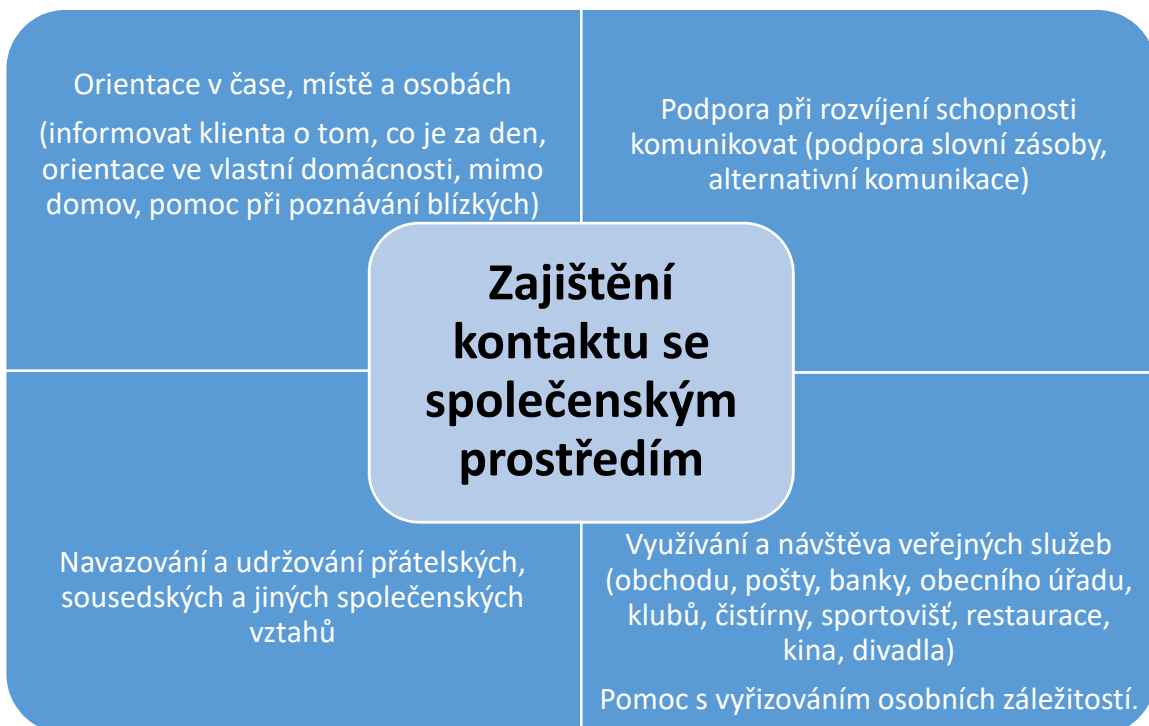 Orientace v čase, místě a osobách
(informovat klienta o tom, co je za den,
orientace ve vlastní domácnosti, mimo
domov, pomoc při poznávání blízkých)
Podpora při rozvíjení schopnosti
komunikovat (podpora slovní zásoby,
alternativní komunikace)
Zajištění
kontaktu se
společenským
prostředím
Navazování a udržování přátelských,
sousedských a jiných společenských
vztahů
Využívání a návštěva veřejných služeb
(obchodu, pošty, banky, obecního úřadu,
klubů, čistírny, sportovišť, restaurace,
kina, divadla)
Pomoc s vyřizováním osobních záležitostí.